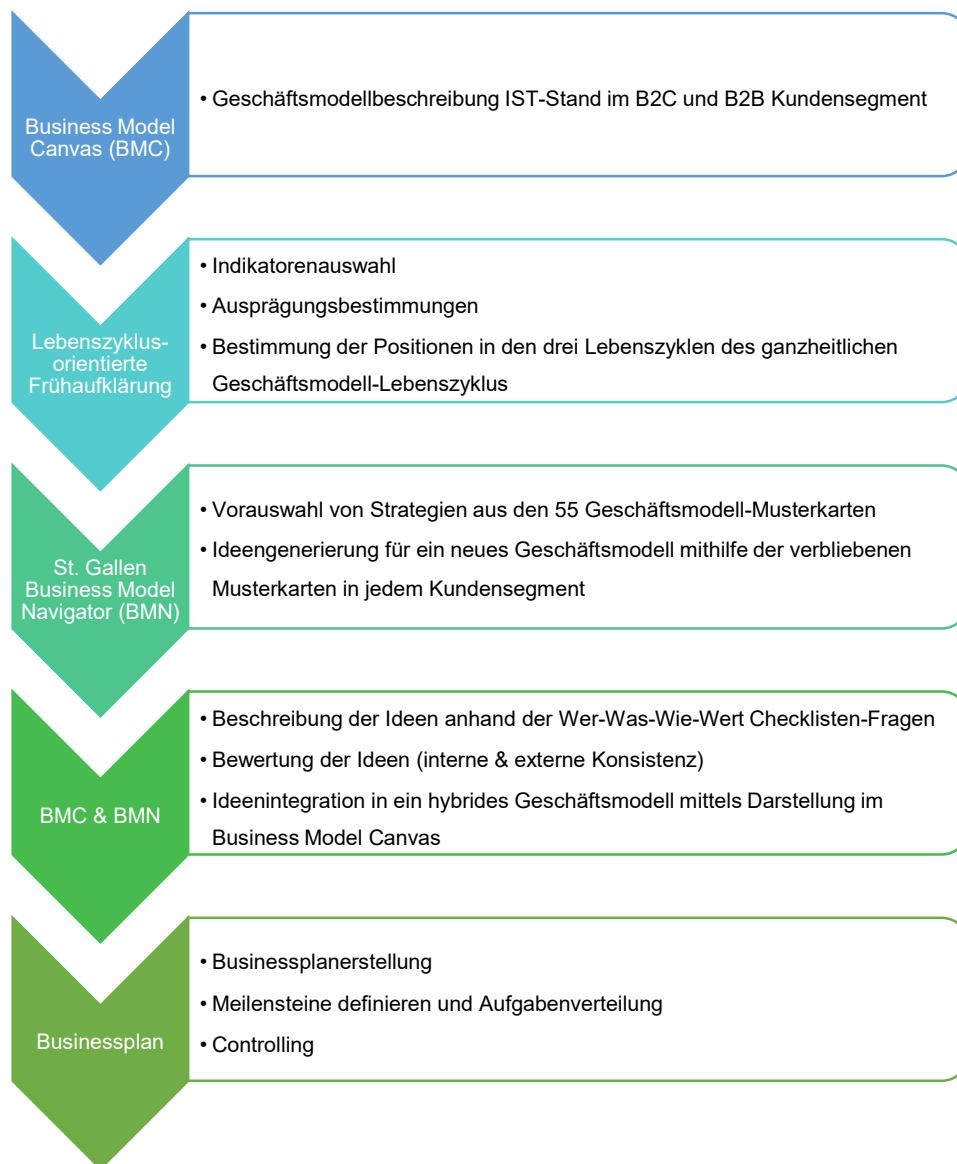 Business Model
Canvas (BMC)
• Geschäftsmodellbeschreibung IST-Stand im B2C und B2B Kundensegment
Lebenszyklus-
orientierte
Frühaufklärung
• Indikatorenauswahl
• Ausprägungsbestimmungen
• Bestimmung der Positionen in den drei Lebenszyklen des ganzheitlichen
Geschäftsmodell-Lebenszyklus
St. Gallen
Business Model
Navigator (BMN)
• Vorauswahl von Strategien aus den 55 Geschäftsmodell-Musterkarten
• Ideengenerierung für ein neues Geschäftsmodell mithilfe der verbliebenen
Musterkarten in jedem Kundensegment
BMC & BMN
• Beschreibung der Ideen anhand der Wer-Was-Wie-Wert Checklisten-Fragen
• Bewertung der Ideen (interne & externe Konsistenz)
• Ideenintegration in ein hybrides Geschäftsmodell mittels Darstellung im
Business Model Canvas
Businessplan
• Businessplanerstellung
• Meilensteine definieren und Aufgabenverteilung
• Controlling